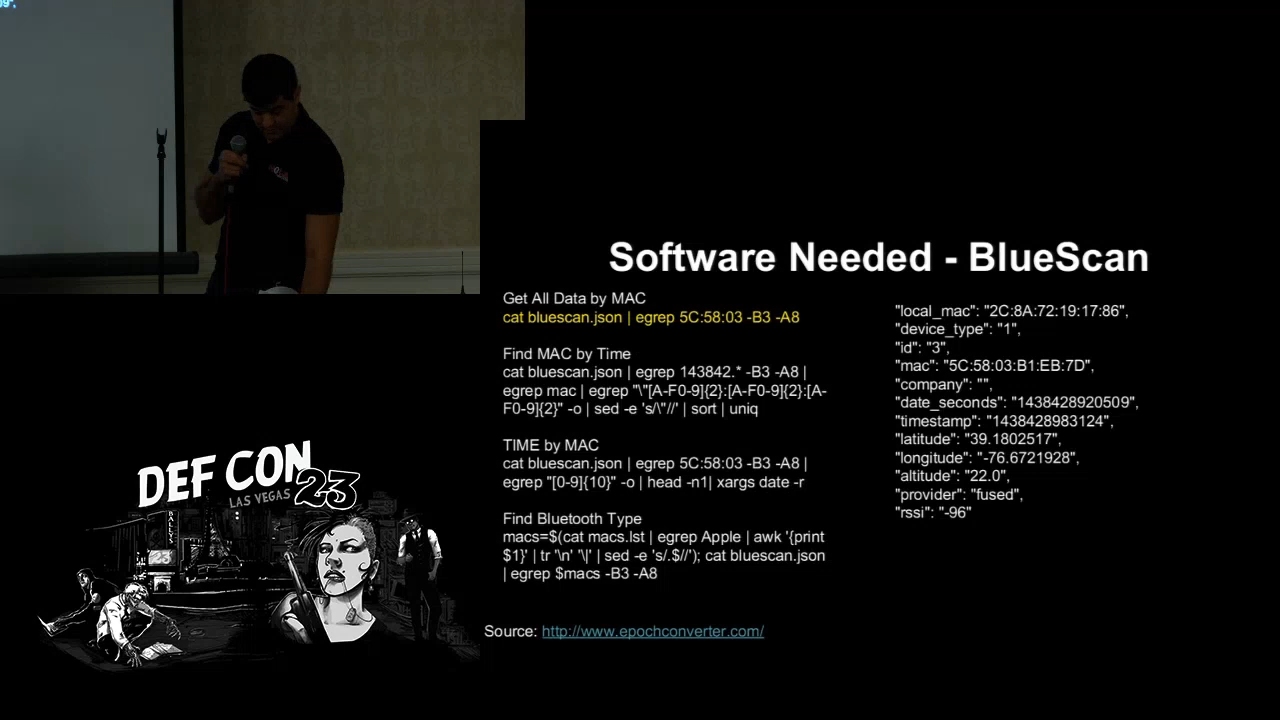 09",
Software Needed - BlueScan
Get All Data by MAC
cat bluescan.json | egrep 5C:58:03 -B3 -A8
Find MAC by Time
cat bluescan.json | egrep 143842.* -B3 -A8 |
egrep mac | egrep "\"[A-F0-9]{2}:[A-F0-9]{2}:[A-
F0-9]{2}" -o | sed -e 's/\"//' | sort | uniq
TIME by MAC
cat bluescan.json | egrep 5C:58:03 -B3 -A8 |
egrep "[0-9]{10}" -o | head -n1| xargs date -r
Find Bluetooth Type
macs=$(cat macs.lst | egrep Apple | awk '{print
$1}' | tr '\n' '\|' | sed -e 's/.$//'); cat bluescan.json
| egrep $macs -B3 -A8
"local_mac": "2C:8A:72:19:17:86",
"device_type": "1",
"id": "3",
"mac": "5C:58:03:B1:EB:7D",
"company": "",
"date_seconds": "1438428920509",
"timestamp": "1438428983124",
"latitude": "39.1802517",
"longitude": "-76.6721928",
"altitude": "22.0",
"provider": "fused",
"rssi": "-96"
Source: http://www.epochconverter.com/
DEF CON
LAS VEGAS 23
BALLYS
23